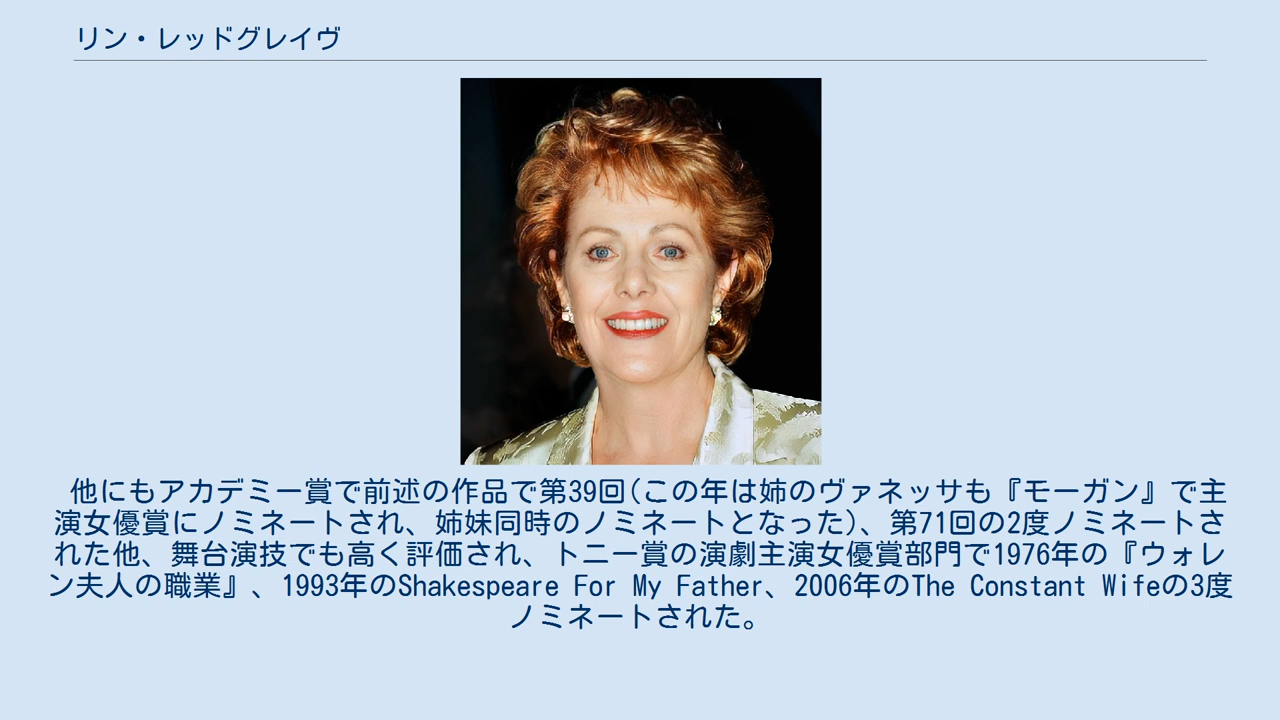 リン・レッドグレイヴ
他にもアカデミー賞で前述の作品で第39回(この年は姉のヴァネッサも『モーガン』で主
演女優賞にノミネートされ、姉妹同時のノミネートとなった)、第71回の2度ノミネートさ
れた他、舞台演技でも高く評価され、トニー賞の演劇主演女優賞部門で1976年の『ウォレ
ン夫人の職業』、1993年のShakespeare For My Father、2006年のThe Constant Wifeの3度
ノミネートされた。